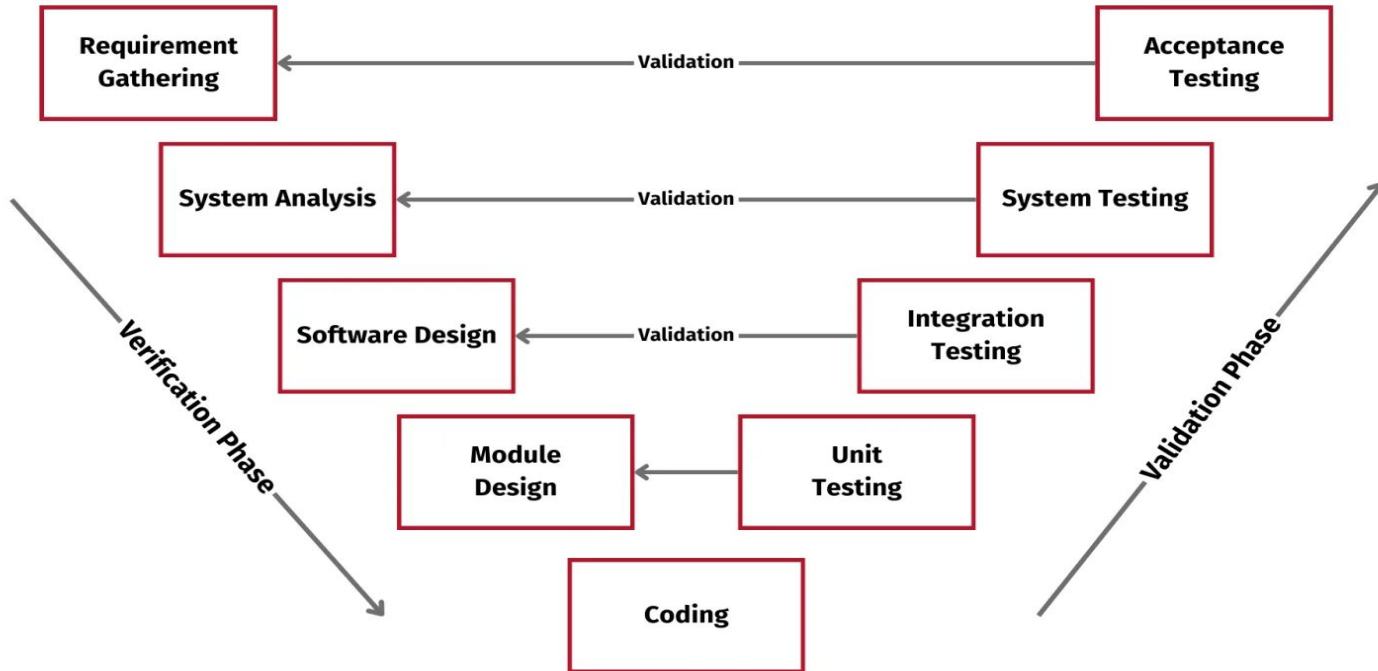 Requirement
Gathering
Validation
Acceptance
Testing
System Analysis
Validation
System Testing
Software Design
Validation
Integration
Testing
Verification Phase
Validation Phase
Module
Design
Unit
Testing
Coding